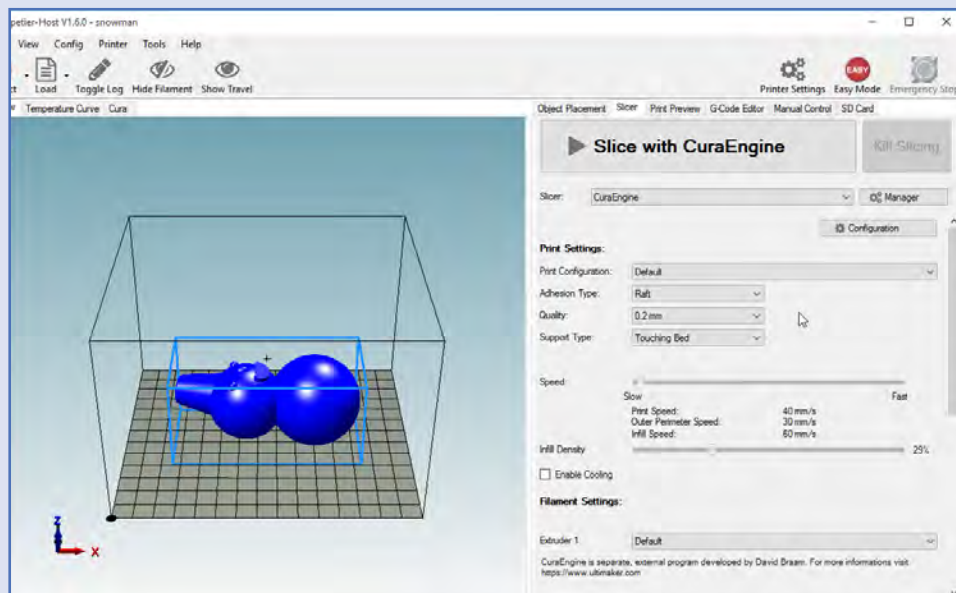 petier-Host V1.6.0 - snowman
View Config Printer Tools Help
ct Load Toggle Log Hide Filament Show Travel Printer Settings Easy Mode Emergency Stop
EASY
Temperature Curve Cura
Object Placement Slicer Print Preview G-Code Editor Manual Control SD Card
Slice with CuraEngine Kill Slicing
Slicer: CuraEngine Manager
Configuration
Print Settings:
Print Configuration: Default
Adhesion Type: Raft
Quality: 0.2 mm
Support Type: Touching Bed
Speed:
Slow Fast
Print Speed: 40 mm/s
Outer Perimeter Speed: 30 mm/s
Infill Speed: 60 mm/s
Infill Density 25%
Enable Cooling
Filament Settings:
Extruder 1 Default
CuraEngine is separate, external program developed by David Braam. For more informations visit
https://www.ultimaker.com
Z
X